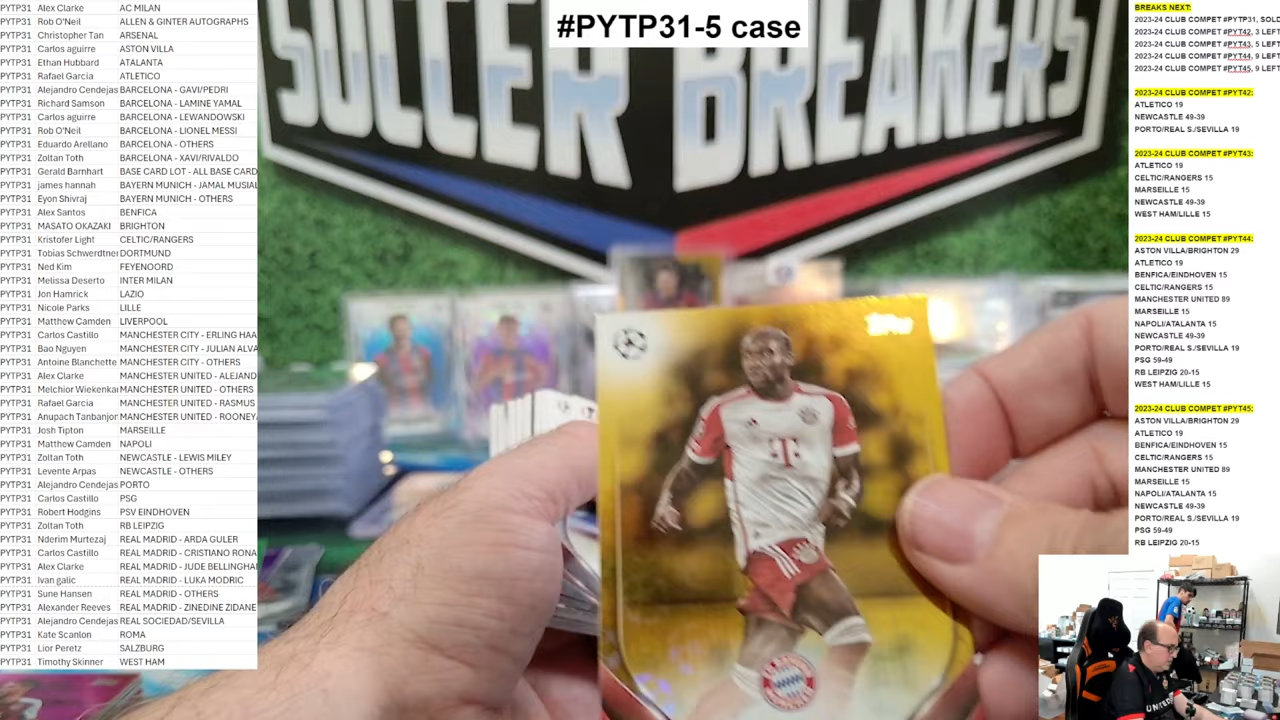 #PYTP31-5 case
SOCCER BREAKERS
PYTP31 Alex Clarke AC MILAN
PYTP31 Rob O'Neil ALLEN & GINTER AUTOGRAPHS
PYTP31 Christopher Tan ARSENAL
PYTP31 Carlos aguirre ASTON VILLA
PYTP31 Ethan Hubbard ATALANTA
PYTP31 Rafael Garcia ATLETICO
PYTP31 Alejandro Cendejas BARCELONA - GAVI/PEDRI
PYTP31 Richard Samson BARCELONA - LAMINE YAMAL
PYTP31 Carlos aguirre BARCELONA - LEWANDOWSKI
PYTP31 Rob O'Neil BARCELONA - LIONEL MESSI
PYTP31 Eduardo Arellano BARCELONA - OTHERS
PYTP31 Zoltan Toth BARCELONA - XAVI/RIVALDO
PYTP31 Gerald Barnhart BASE CARD LOT - ALL BASE CARD
PYTP31 james hannah BAYERN MUNICH - JAMAL MUSIAL
PYTP31 Eyon Shivraj BAYERN MUNICH - OTHERS
PYTP31 Alex Santos BENFICA
PYTP31 MASATO OKAZAKI BRIGHTON
PYTP31 Kristofer Light CELTIC/RANGERS
PYTP31 Tobias Schwerdtner DORTMUND
PYTP31 Ned Kim FEYENOORD
PYTP31 Melissa Deserto INTER MILAN
PYTP31 Jon Hamrick LAZIO
PYTP31 Nicole Parks LILLE
PYTP31 Matthew Camden LIVERPOOL
PYTP31 Carlos Castillo MANCHESTER CITY - ERLING HAA
PYTP31 Bao Nguyen MANCHESTER CITY - JULIAN ALVA
PYTP31 Antoine Blanchette MANCHESTER CITY - OTHERS
PYTP31 Alex Clarke MANCHESTER UNITED - ALEJAND
PYTP31 Melchior Wiekenkar MANCHESTER UNITED - OTHERS
PYTP31 Rafael Garcia MANCHESTER UNITED - RASMUS
PYTP31 Anupach Tanbanjor MANCHESTER UNITED - ROONEY
PYTP31 Josh Tipton MARSEILLE
PYTP31 Matthew Camden NAPOLI
PYTP31 Zoltan Toth NEWCASTLE - LEWIS MILEY
PYTP31 Levente Arpas NEWCASTLE - OTHERS
PYTP31 Alejandro Cendejas PORTO
PYTP31 Carlos Castillo PSG
PYTP31 Robert Hodgins PSV EINDHOVEN
PYTP31 Zoltan Toth RB LEIPZIG
PYTP31 Nderim Murtezaj REAL MADRID - ARDA GULER
PYTP31 Carlos Castillo REAL MADRID - CRISTIANO RONA
PYTP31 Alex Clarke REAL MADRID - JUDE BELLINGHA
PYTP31 Ivan galic REAL MADRID - LUKA MODRIC
PYTP31 Sune Hansen REAL MADRID - OTHERS
PYTP31 Alexander Reeves REAL MADRID - ZINEDINE ZIDANE
PYTP31 Alejandro Cendejas REAL SOCIEDAD/SEVILLA
PYTP31 Kate Scanlon ROMA
PYTP31 Lior Peretz SALZBURG
PYTP31 Timothy Skinner WEST HAM
BREAKS NEXT:
2023-24 CLUB COMPET #PYTP31, SOLD
2023-24 CLUB COMPET #PYT42, 3 LEFT
2023-24 CLUB COMPET #PYT43, 5 LEFT
2023-24 CLUB COMPET #PYT44, 9 LEFT
2023-24 CLUB COMPET #PYT45, 9 LEFT
2023-24 CLUB COMPET #PYT42:
ATLETICO 19
NEWCASTLE 49-39
PORTO/REAL S./SEVILLA 19
2023-24 CLUB COMPET #PYT43:
ATLETICO 19
CELTIC/RANGERS 15
MARSEILLE 15
NEWCASTLE 49-39
WEST HAM/LILLE 15
2023-24 CLUB COMPET #PYT44:
ASTON VILLA/BRIGHTON 29
ATLETICO 19
BENFICA/EINDHOVEN 15
CELTIC/RANGERS 15
MANCHESTER UNITED 89
MARSEILLE 15
NAPOLI/ATALANTA 15
NEWCASTLE 49-39
PORTO/REAL S./SEVILLA 19
PSG 59-49
RB LEIPZIG 20-15
WEST HAM/LILLE 15
2023-24 CLUB COMPET #PYT45:
ASTON VILLA/BRIGHTON 29
ATLETICO 19
BENFICA/EINDHOVEN 15
CELTIC/RANGERS 15
MANCHESTER UNITED 89
MARSEILLE 15
NAPOLI/ATALANTA 15
NEWCASTLE 49-39
PORTO/REAL S./SEVILLA 19
PSG 59-49
RB LEIPZIG 20-15
topps
T